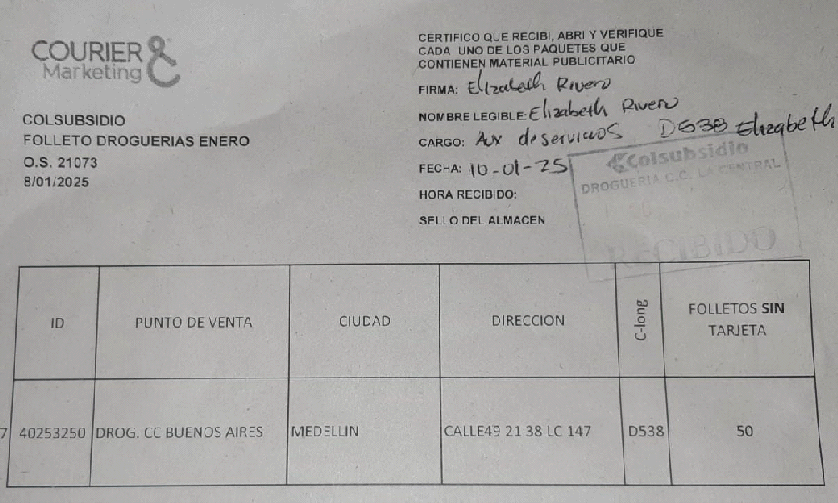 COURIER
Marketing
COLSUBSIDIO
FOLLETO DROGUERIAS ENERO
O.S. 21073
8/01/2025
CERTIFICO QUE RECIBI, ABRI Y VERIFIQUE
CADA UNO DE LOS PAQUETES QUE
CONTIENEN MATERIAL PUBLICITARIO
FIRMA: Elizabeth Rivero
NOMBRE LEGIBLE: Elizabeth Rivero
CARGO: Aux de servicios D538 Elizabeth
FECHA: 10-01-25
HORA RECIBIDO:
SELLO DEL ALMACEN
Colsubsidio
DROGUERIA C.C. LA CENTRAL
RECIBIDO
ID PUNTO DE VENTA CIUDAD DIRECCION C-long FOLLETOS SIN
TARJETA
7 40253250 DROG. CC BUENOS AIRES MEDELLIN CALLE49 21 38 LC 147 D538 50